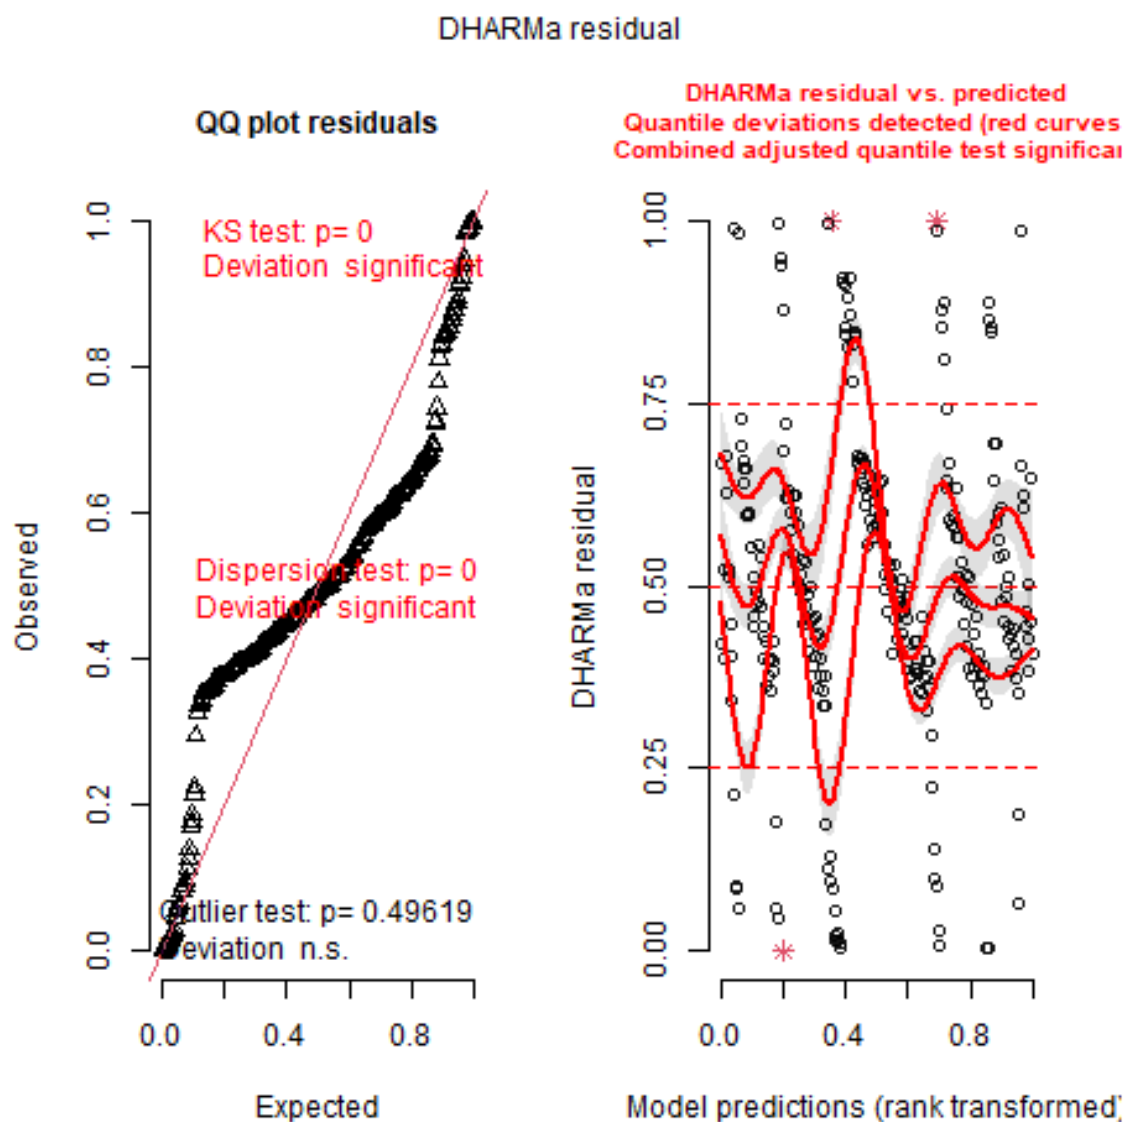 DHARMa residual
QQ plot residuals
KS test: p= 0
Deviation significant
Dispersion test: p= 0
Deviation significant
Outlier test: p= 0.49619
Deviation n.s.
Observed
0.0
0.2
0.4
0.6
0.8
1.0
0.0
0.4
0.8
Expected
DHARMa residual vs. predicted
Quantile deviations detected (red curves
Combined adjusted quantile test significan
DHARMa residual
0.00
0.25
0.50
0.75
1.00
0.0
0.4
0.8
Model predictions (rank transformed)